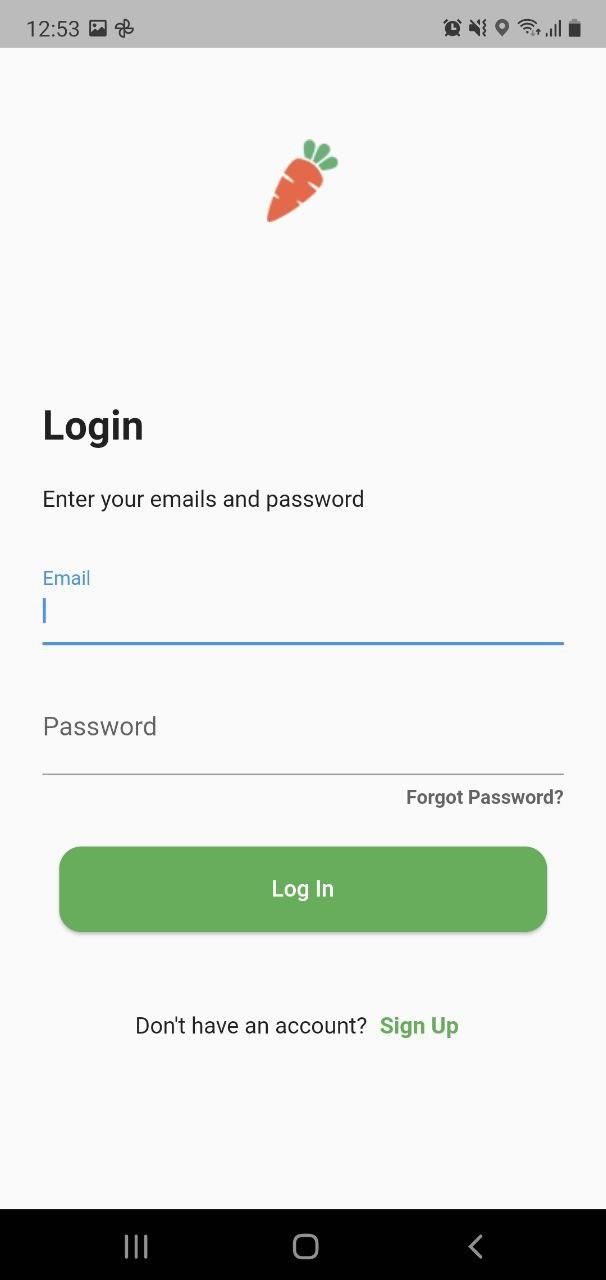 12:53
Login
Enter your emails and password
Email
Password
Forgot Password?
Log In
Don't have an account? Sign Up